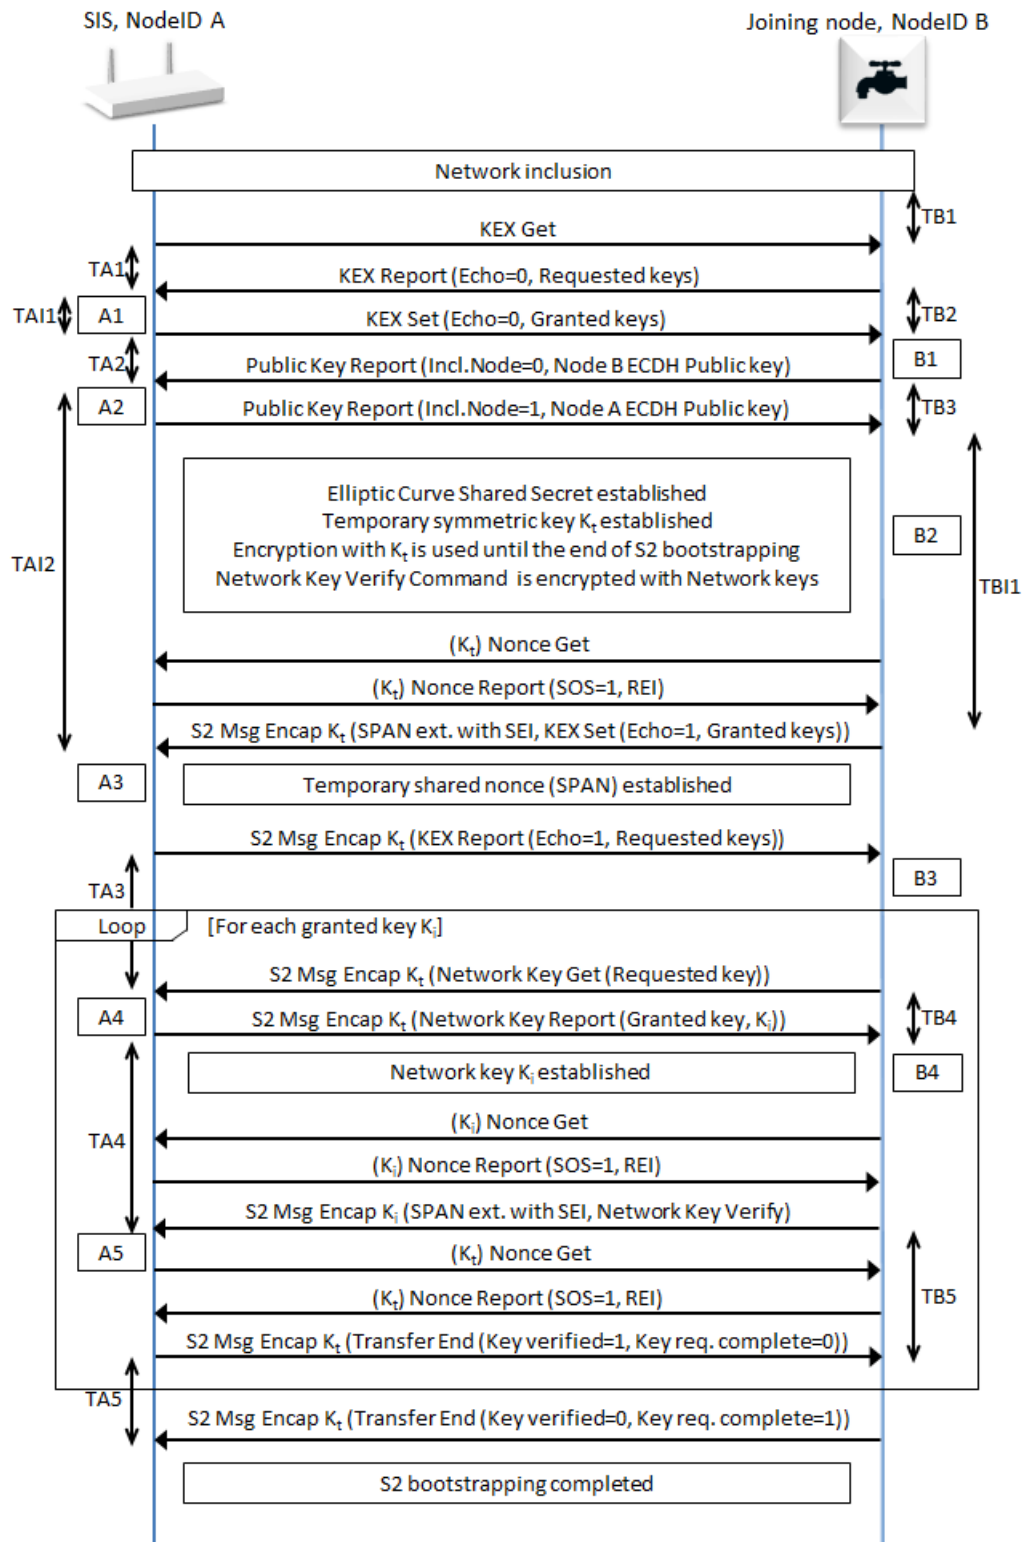 SIS, NodeID A
Joining node, NodeID B
Network inclusion
TB1
KEX Get
TA1
KEX Report (Echo=0, Requested keys)
TAI1
A1
TB2
KEX Set (Echo=0, Granted keys)
TA2
B1
Public Key Report (Incl.Node=0, Node B ECDH Public key)
A2
TB3
Public Key Report (Incl.Node=1, Node A ECDH Public key)
Elliptic Curve Shared Secret established
Temporary symmetric key Kt established
Encryption with Kt is used until the end of S2 bootstrapping
Network Key Verify Command is encrypted with Network keys
B2
TAI2
TBI1
(Kt) Nonce Get
(Kt) Nonce Report (SOS=1, REI)
S2 Msg Encap Kt (SPAN ext. with SEI, KEX Set (Echo=1, Granted keys))
A3
Temporary shared nonce (SPAN) established
S2 Msg Encap Kt (KEX Report (Echo=1, Requested keys))
B3
TA3
Loop
[For each granted key Ki]
S2 Msg Encap Kt (Network Key Get (Requested key))
A4
TB4
S2 Msg Encap Kt (Network Key Report (Granted key, Ki))
Network key Ki established
B4
(Ki) Nonce Get
TA4
(Ki) Nonce Report (SOS=1, REI)
S2 Msg Encap Ki (SPAN ext. with SEI, Network Key Verify)
A5
(Kt) Nonce Get
TB5
(Kt) Nonce Report (SOS=1, REI)
S2 Msg Encap Kt (Transfer End (Key verified=1, Key req. complete=0))
TA5
S2 Msg Encap Kt (Transfer End (Key verified=0, Key req. complete=1))
S2 bootstrapping completed